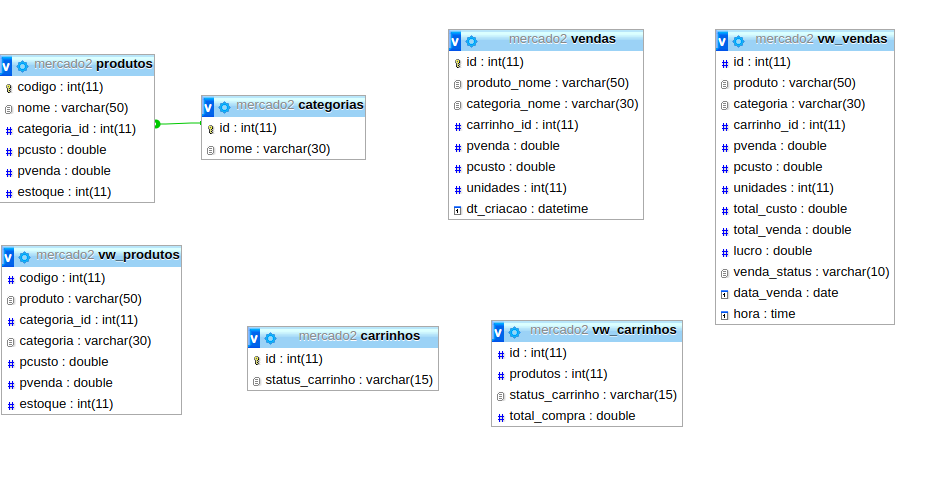 mercado2 produtos
codigo : int(11)
nome : varchar(50)
categoria_id : int(11)
pcusto : double
pvenda : double
estoque : int(11)
mercado2 categorias
id : int(11)
nome : varchar(30)
mercado2 vendas
id : int(11)
produto_nome : varchar(50)
categoria_nome : varchar(30)
carrinho_id : int(11)
pvenda : double
pcusto : double
unidades : int(11)
dt_criacao : datetime
mercado2 vw_vendas
id : int(11)
produto : varchar(50)
categoria : varchar(30)
carrinho_id : int(11)
pvenda : double
pcusto : double
unidades : int(11)
total_custo : double
total_venda : double
lucro : double
venda_status : varchar(10)
data_venda : date
hora : time
mercado2 vw_produtos
codigo : int(11)
produto : varchar(50)
categoria_id : int(11)
categoria : varchar(30)
pcusto : double
pvenda : double
estoque : int(11)
mercado2 carrinhos
id : int(11)
status_carrinho : varchar(15)
mercado2 vw_carrinhos
id : int(11)
produtos : int(11)
status_carrinho : varchar(15)
total_compra : double